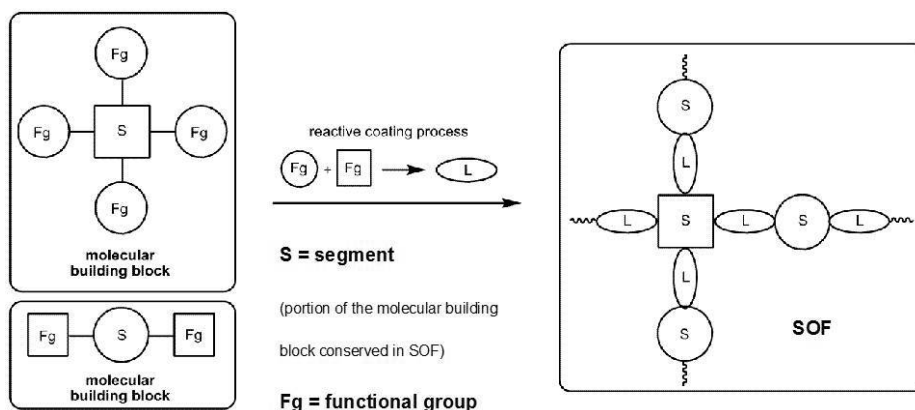 Fg
Fg S Fg
Fg
molecular
building block
Fg S Fg
molecular
building block
reactive coating process
Fg + Fg L
S = segment
(portion of the molecular building
block conserved in SOF)
Fg = functional group
S
L
L S L S L
L
S
SOF